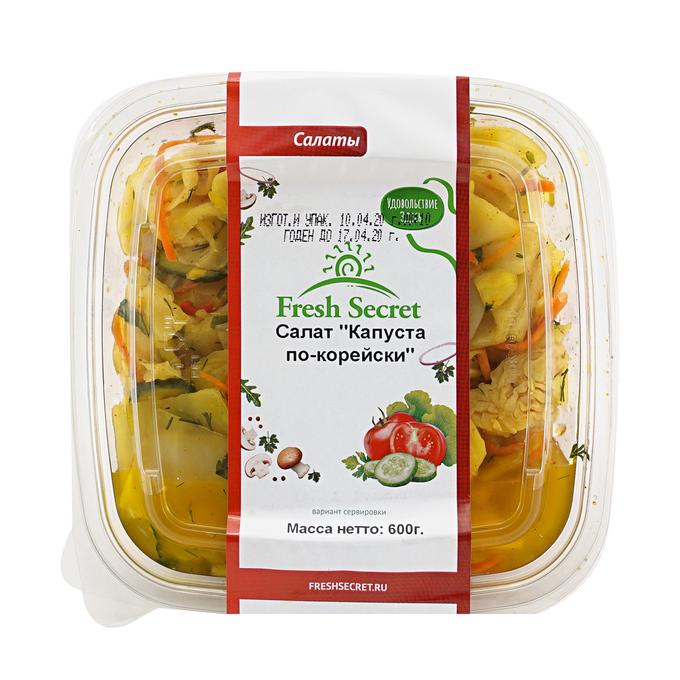 Салаты
УДОВОЛЬСТВИЕ
ИЗГОТ.И УПАК. 10.04.20 г.
ГОДЕН ДО 17.04.20 г.
Fresh Secret
Салат "Капуста
по-корейски"
вариант сервировки
Масса нетто: 600г.
FRESHSECRET.RU